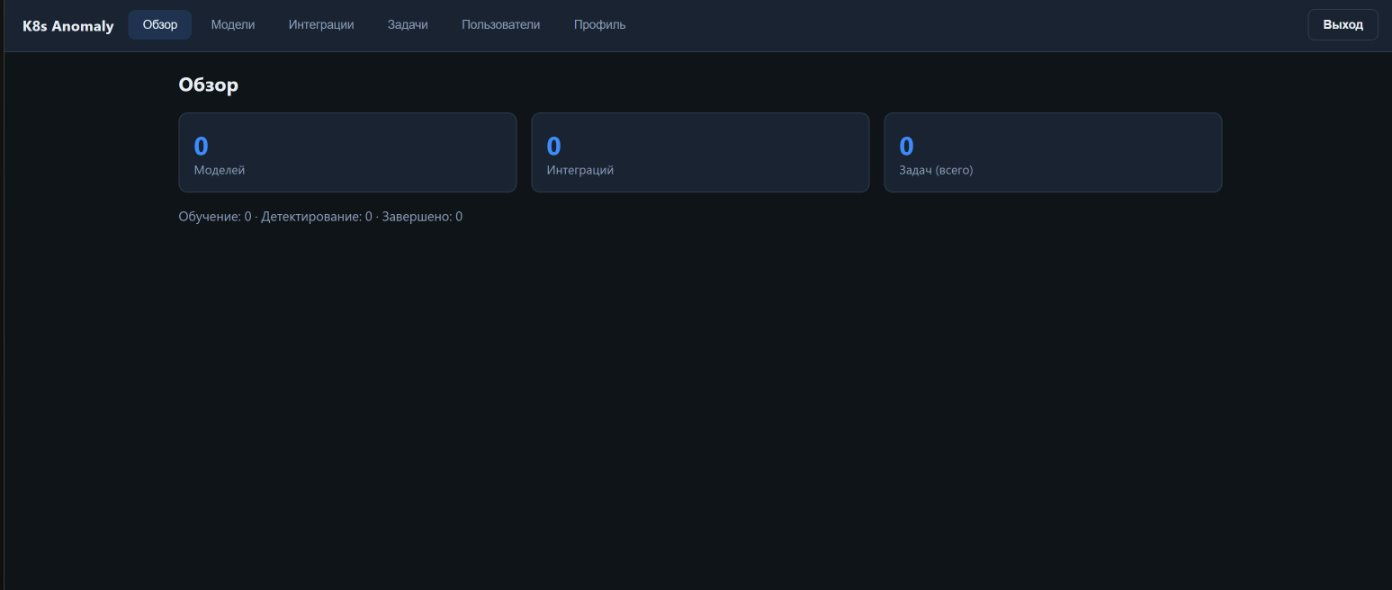 K8s Anomaly Обзор Модели Интеграции Задачи Пользователи Профиль Выход
Обзор
0 0 0
Моделей Интеграций Задач (всего)
Обучение: 0 · Детектирование: 0 · Завершено: 0